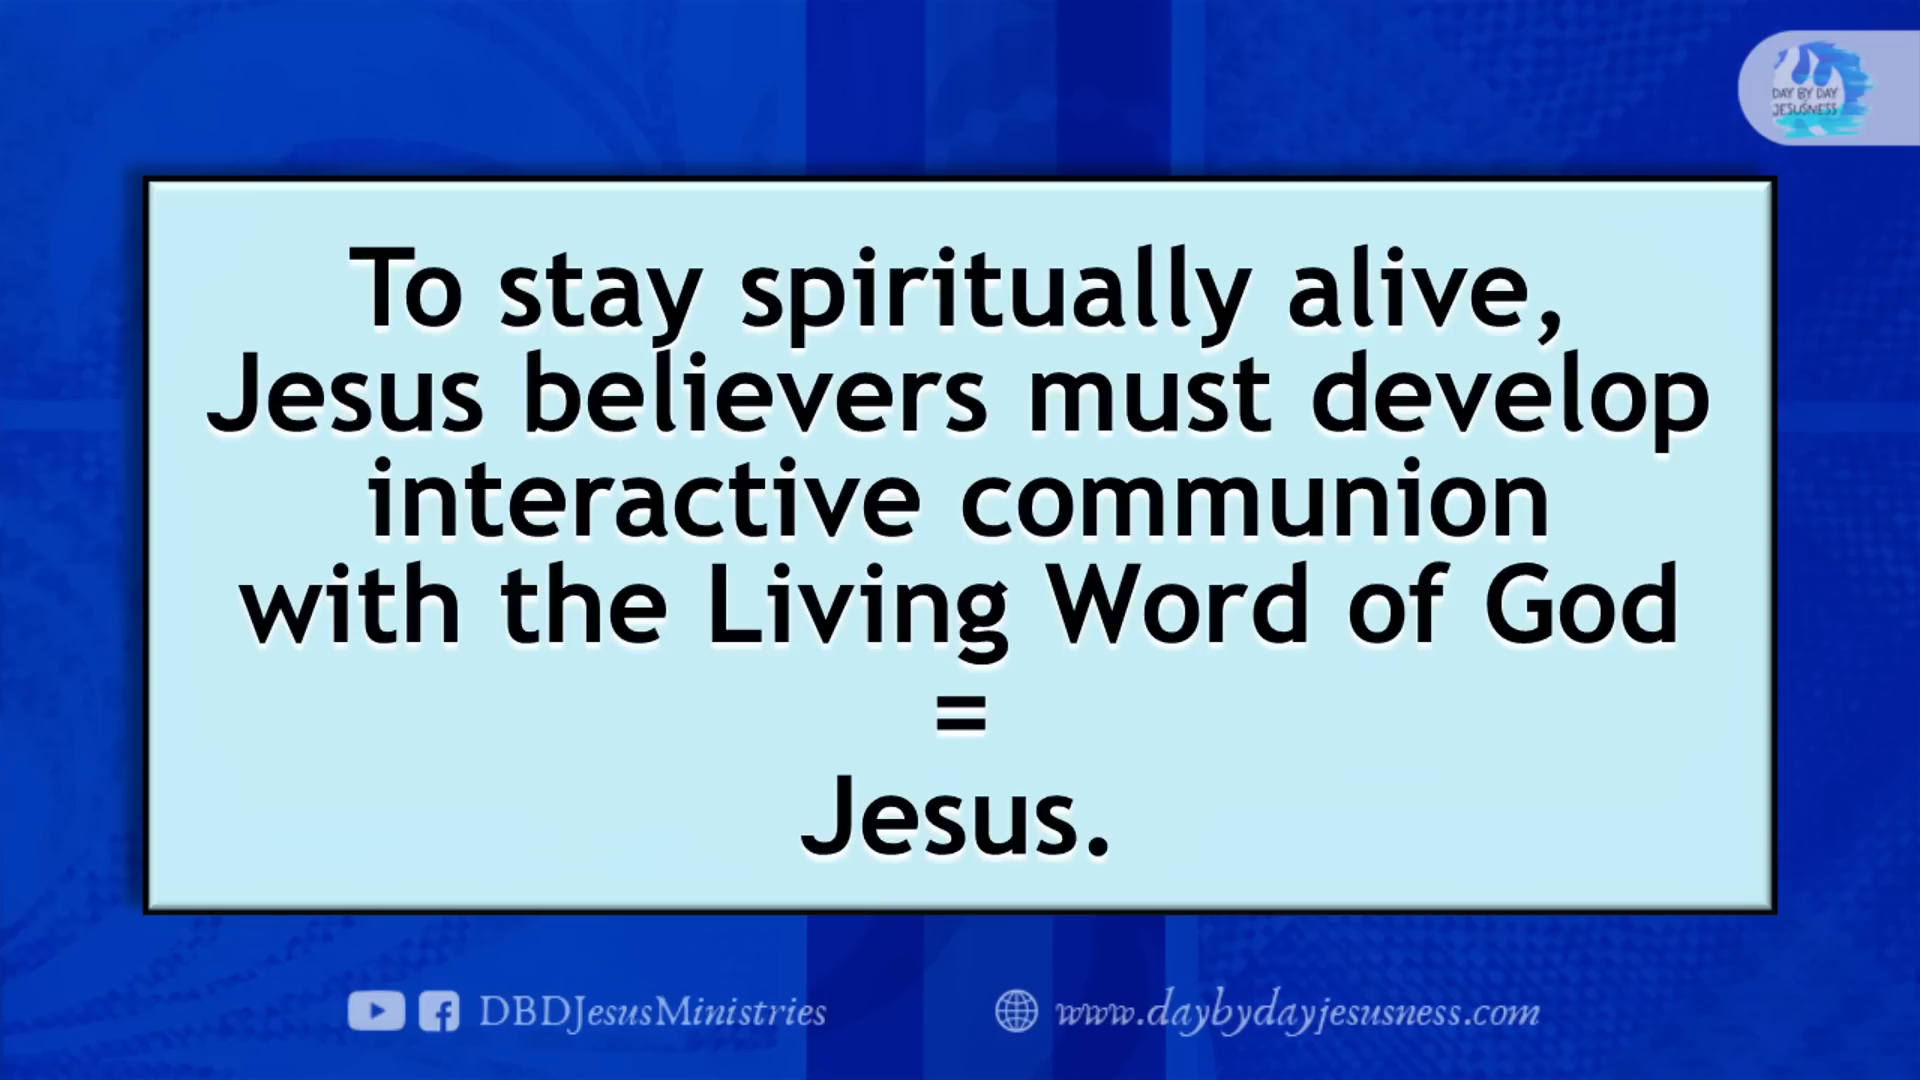 DAY BY DAY
JESUSNESS
To stay spiritually alive,
Jesus believers must develop
interactive communion
with the Living Word of God
=
Jesus.
DBDJesusMinistries
www.daybydayjesusness.com